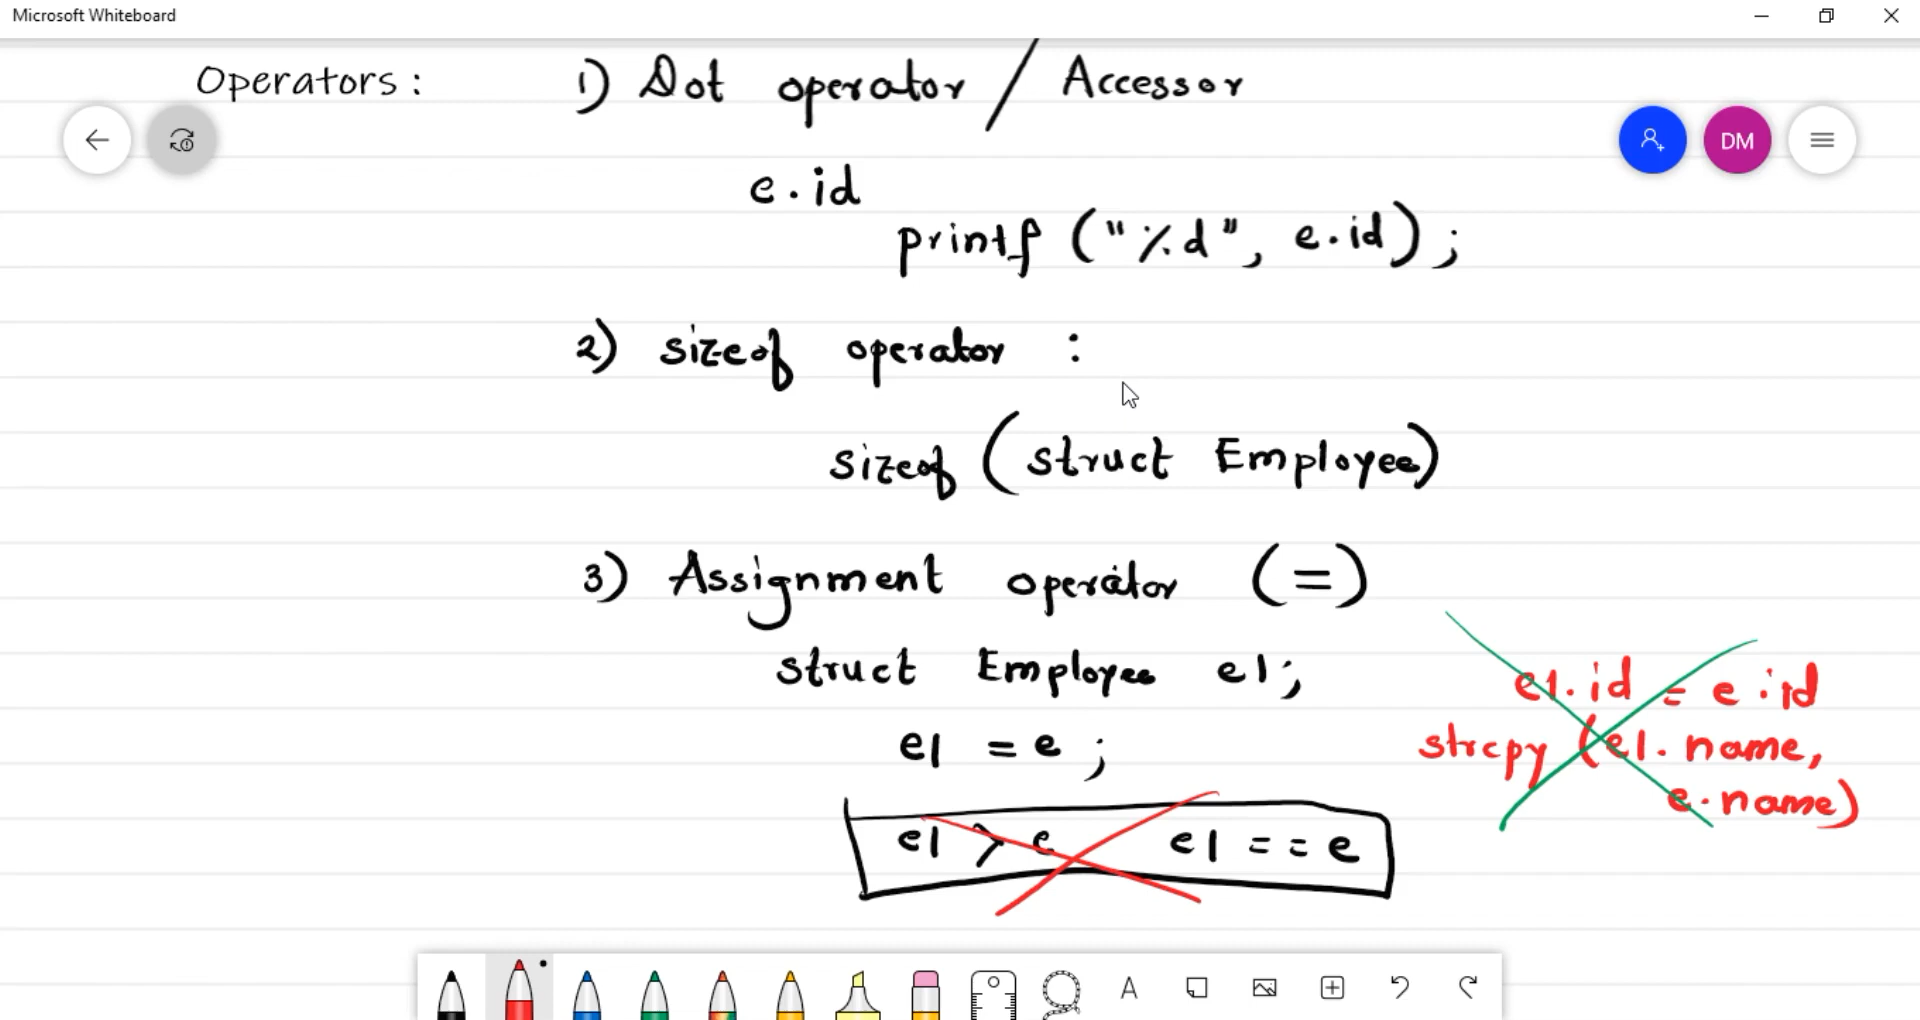 Microsoft Whiteboard
Operators : 1) Dot operator / Accessor
DM
e.id
printf ("%d", e.id);
2) sizeof operator :
sizeof (struct Employee)
3) Assignment operator (=)
struct Employee e1;
e1 = e ;
e1 > e e1 == e
e1.id = e.id
strcpy (e1.name,
e.name)
A